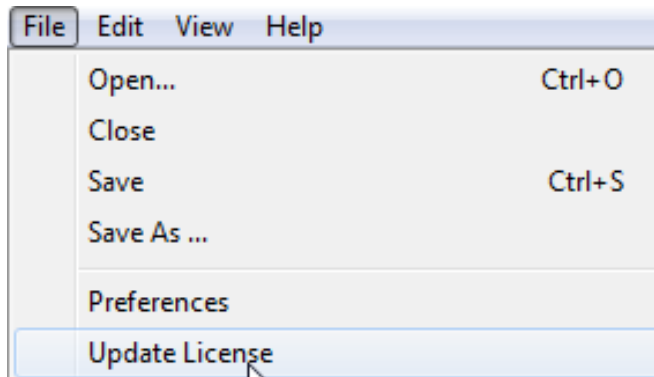 File Edit View Help
Open... Ctrl+O
Close
Save Ctrl+S
Save As ...
Preferences
Update License